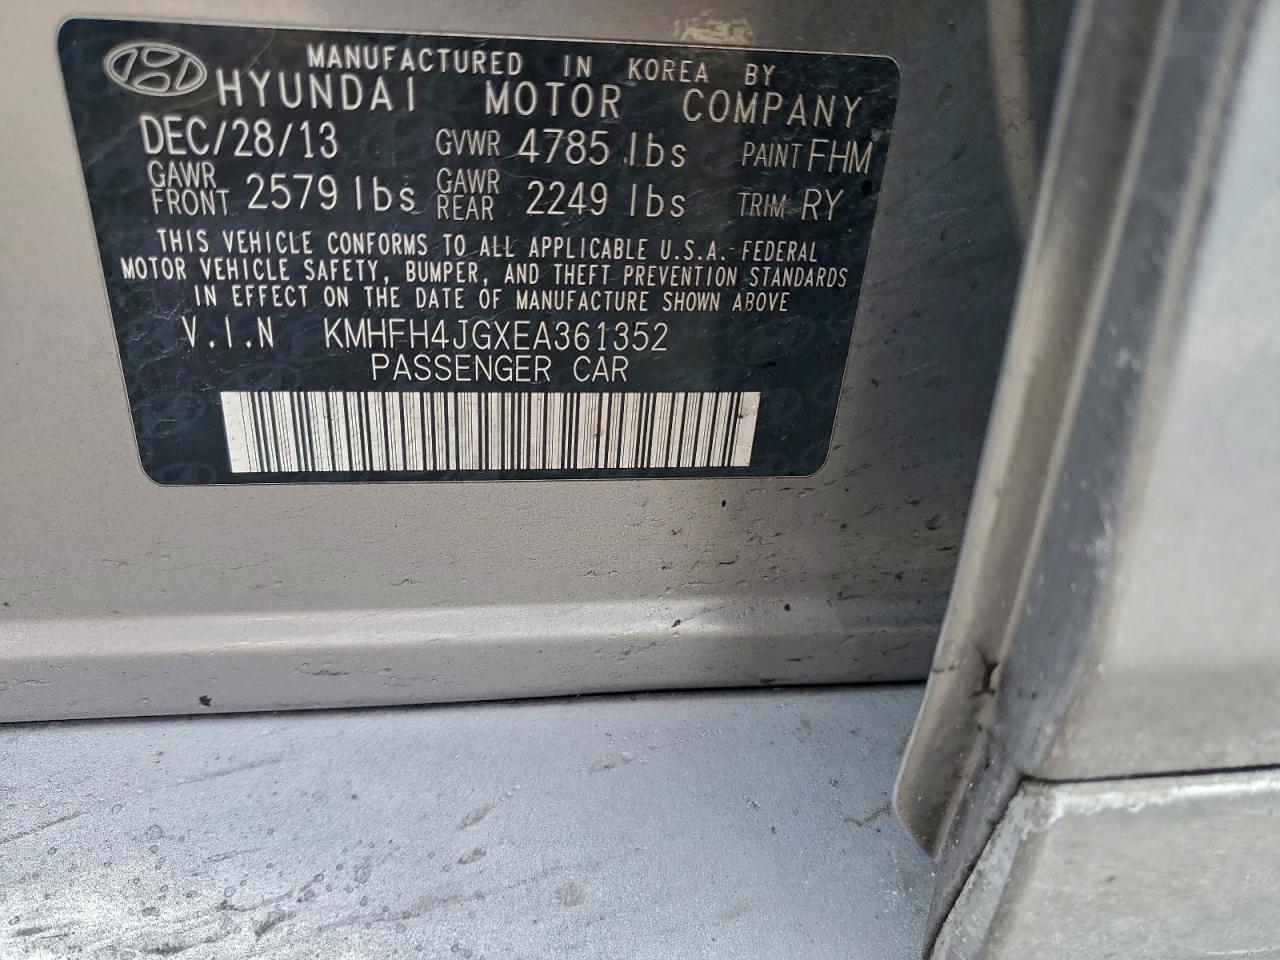 MANUFACTURED IN KOREA BY
HYUNDAI MOTOR COMPANY
DEC/28/13 GVWR 4785 lbs PAINT FHM
GAWR FRONT 2579 lbs GAWR REAR 2249 lbs TRIM RY
THIS VEHICLE CONFORMS TO ALL APPLICABLE U.S.A. FEDERAL
MOTOR VEHICLE SAFETY, BUMPER, AND THEFT PREVENTION STANDARDS
IN EFFECT ON THE DATE OF MANUFACTURE SHOWN ABOVE
V.I.N KMHFH4JGXEA361352
PASSENGER CAR